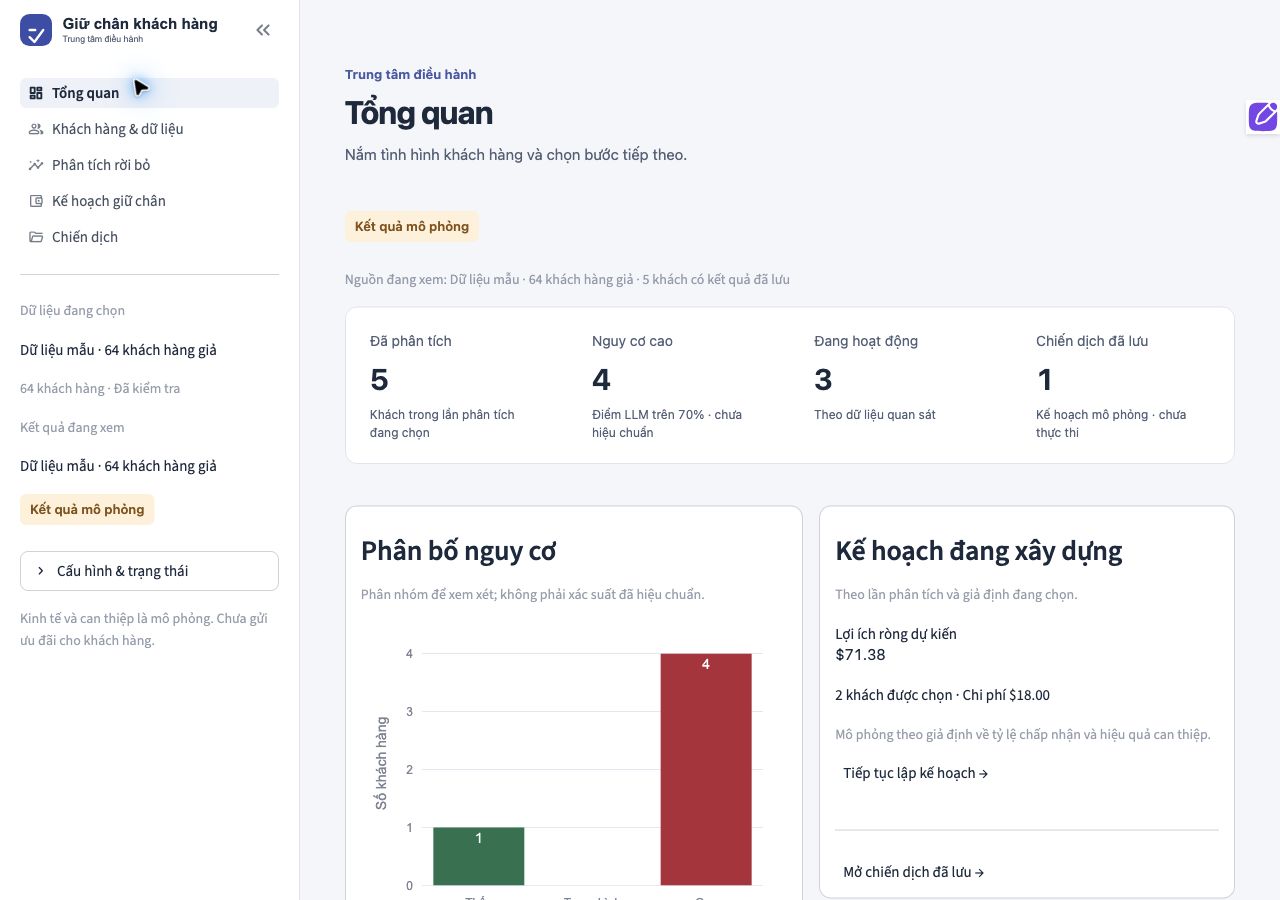 Giữ chân khách hàng
Trung tâm điều hành
Tổng quan
Khách hàng & dữ liệu
Phân tích rời bỏ
Kế hoạch giữ chân
Chiến dịch
Dữ liệu đang chọn
Dữ liệu mẫu · 64 khách hàng giả
64 khách hàng · Đã kiểm tra
Kết quả đang xem
Dữ liệu mẫu · 64 khách hàng giả
Kết quả mô phỏng
Cấu hình & trạng thái
Kinh tế và can thiệp là mô phỏng. Chưa gửi
ưu đãi cho khách hàng.
Trung tâm điều hành
Tổng quan
Nắm tình hình khách hàng và chọn bước tiếp theo.
Kết quả mô phỏng
Nguồn đang xem: Dữ liệu mẫu · 64 khách hàng giả · 5 khách có kết quả đã lưu
Đã phân tích
5
Khách trong lần phân tích
đang chọn
Nguy cơ cao
4
Điểm LLM trên 70% · chưa
hiệu chuẩn
Đang hoạt động
3
Theo dữ liệu quan sát
Chiến dịch đã lưu
1
Kế hoạch mô phỏng · chưa
thực thi
Phân bố nguy cơ
Phân nhóm để xem xét; không phải xác suất đã hiệu chuẩn.
Số khách hàng
4
3
2
1
0
1
4
Kế hoạch đang xây dựng
Theo lần phân tích và giả định đang chọn.
Lợi ích ròng dự kiến
$71.38
2 khách được chọn · Chi phí $18.00
Mô phỏng theo giả định về tỷ lệ chấp nhận và hiệu quả can thiệp.
Tiếp tục lập kế hoạch →
Mở chiến dịch đã lưu →